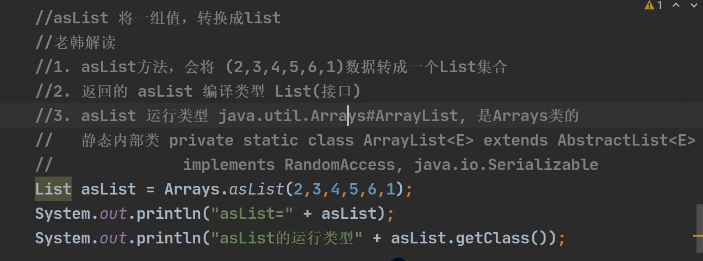 1
//asList 将一组值，转换成list
//老韩解读
//1. asList方法，会将 (2,3,4,5,6,1)数据转成一个List集合
//2. 返回的 asList 编译类型 List(接口)
//3. asList 运行类型 java.util.Arrays#ArrayList, 是Arrays类的
//   静态内部类 private static class ArrayList<E> extends AbstractList<E>
//             implements RandomAccess, java.io.Serializable
List asList = Arrays.asList(2,3,4,5,6,1);
System.out.println("asList=" + asList);
System.out.println("asList的运行类型" + asList.getClass());